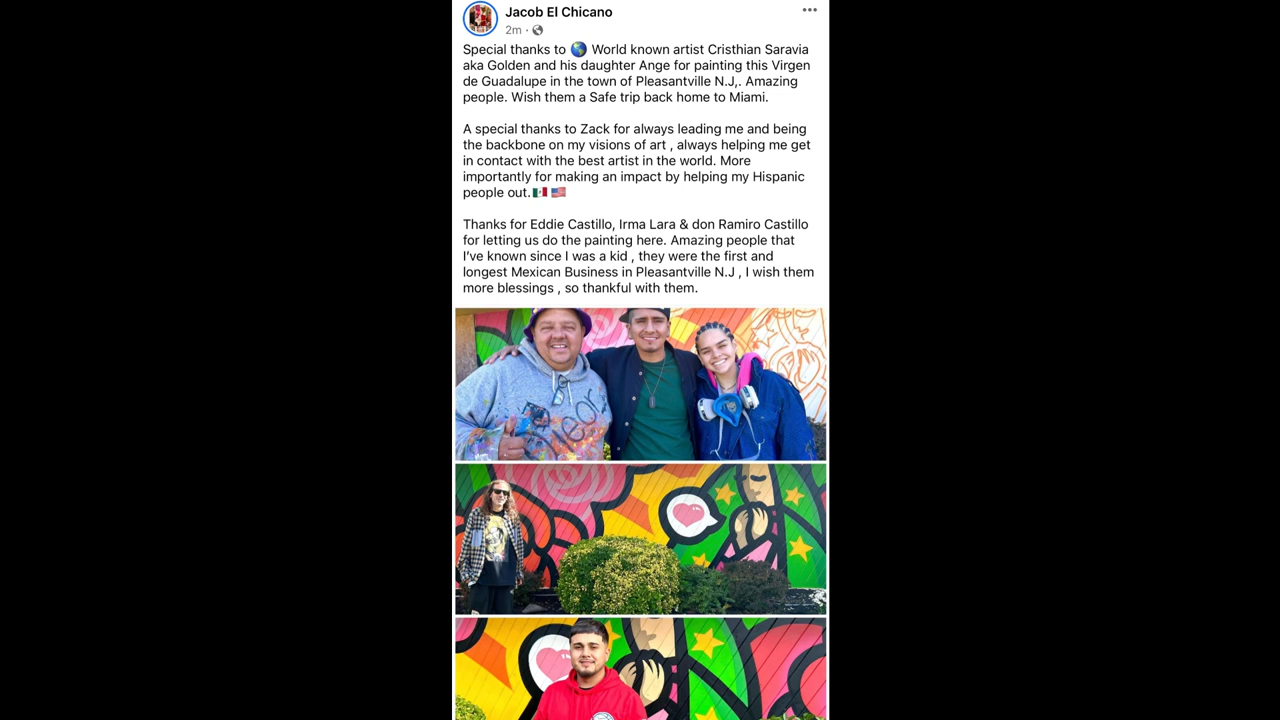 Jacob El Chicano
2m ·
Special thanks to 🌎 World known artist Cristhian Saravia
aka Golden and his daughter Ange for painting this Virgen
de Guadalupe in the town of Pleasantville N.J,. Amazing
people. Wish them a Safe trip back home to Miami.
A special thanks to Zack for always leading me and being
the backbone on my visions of art , always helping me get
in contact with the best artist in the world. More
importantly for making an impact by helping my Hispanic
people out.🇲🇽 🇺🇸
Thanks for Eddie Castillo, Irma Lara & don Ramiro Castillo
for letting us do the painting here. Amazing people that
I've known since I was a kid , they were the first and
longest Mexican Business in Pleasantville N.J , I wish them
more blessings , so thankful with them.